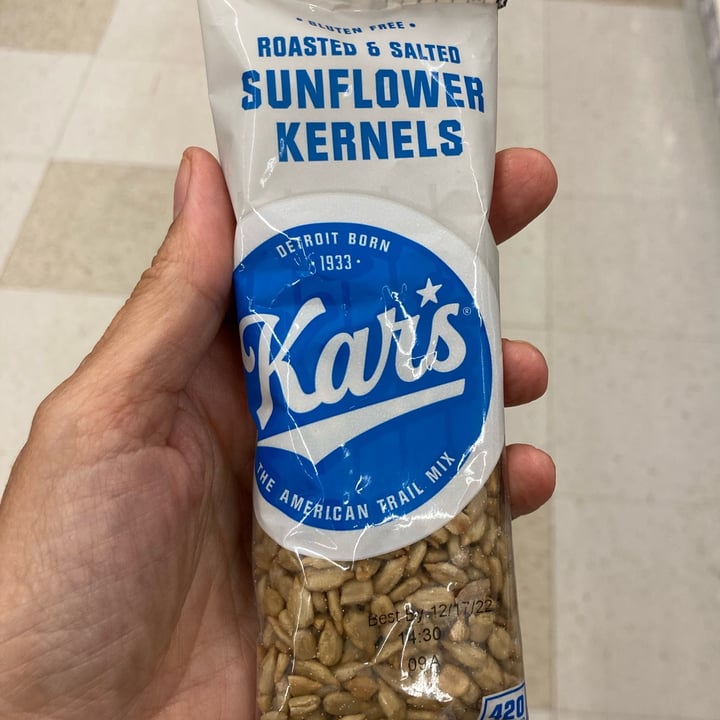 • GLUTEN FREE •
ROASTED & SALTED
SUNFLOWER
KERNELS
DETROIT BORN
• 1933 •
Kar's®
THE AMERICAN TRAIL MIX
Best By 12/17/22
14:30
09A
420